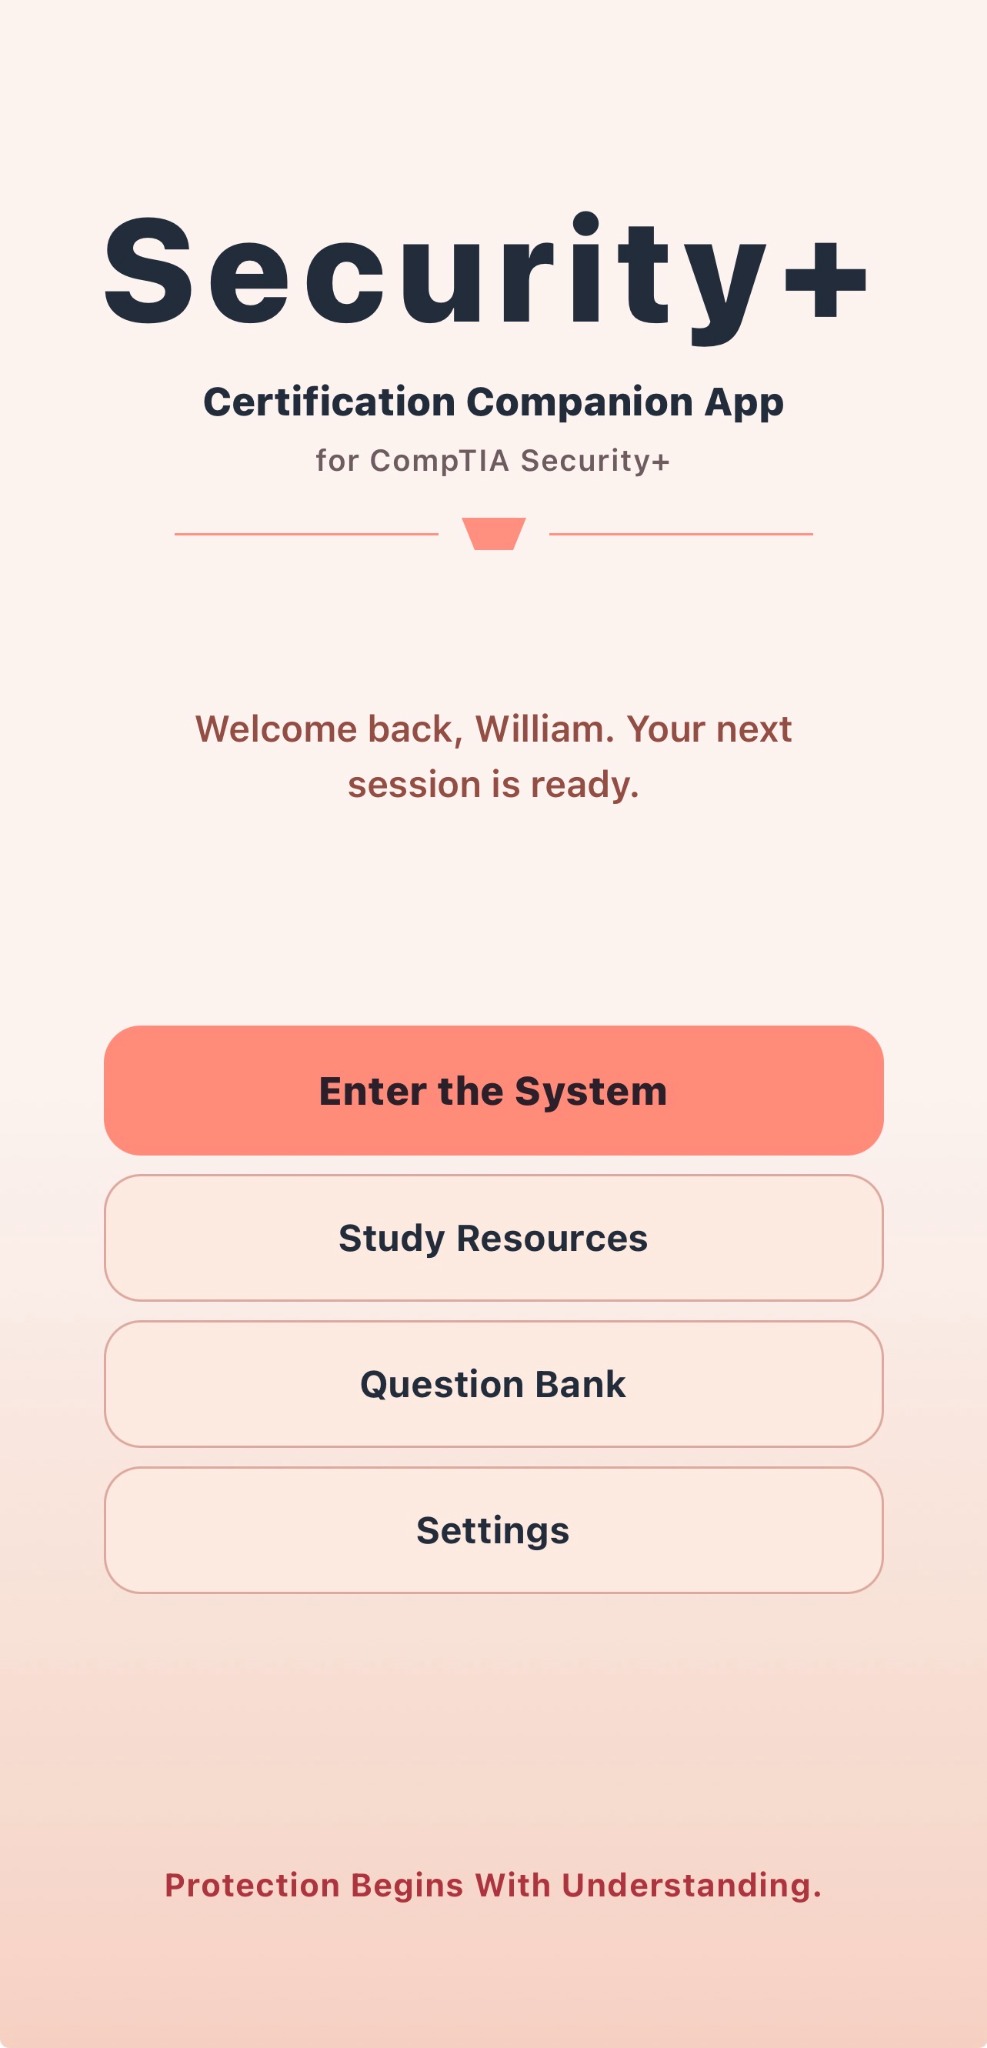 Security+
Certification Companion App
for CompTIA Security+
Welcome back, William. Your next
session is ready.
Enter the System
Study Resources
Question Bank
Settings
Protection Begins With Understanding.